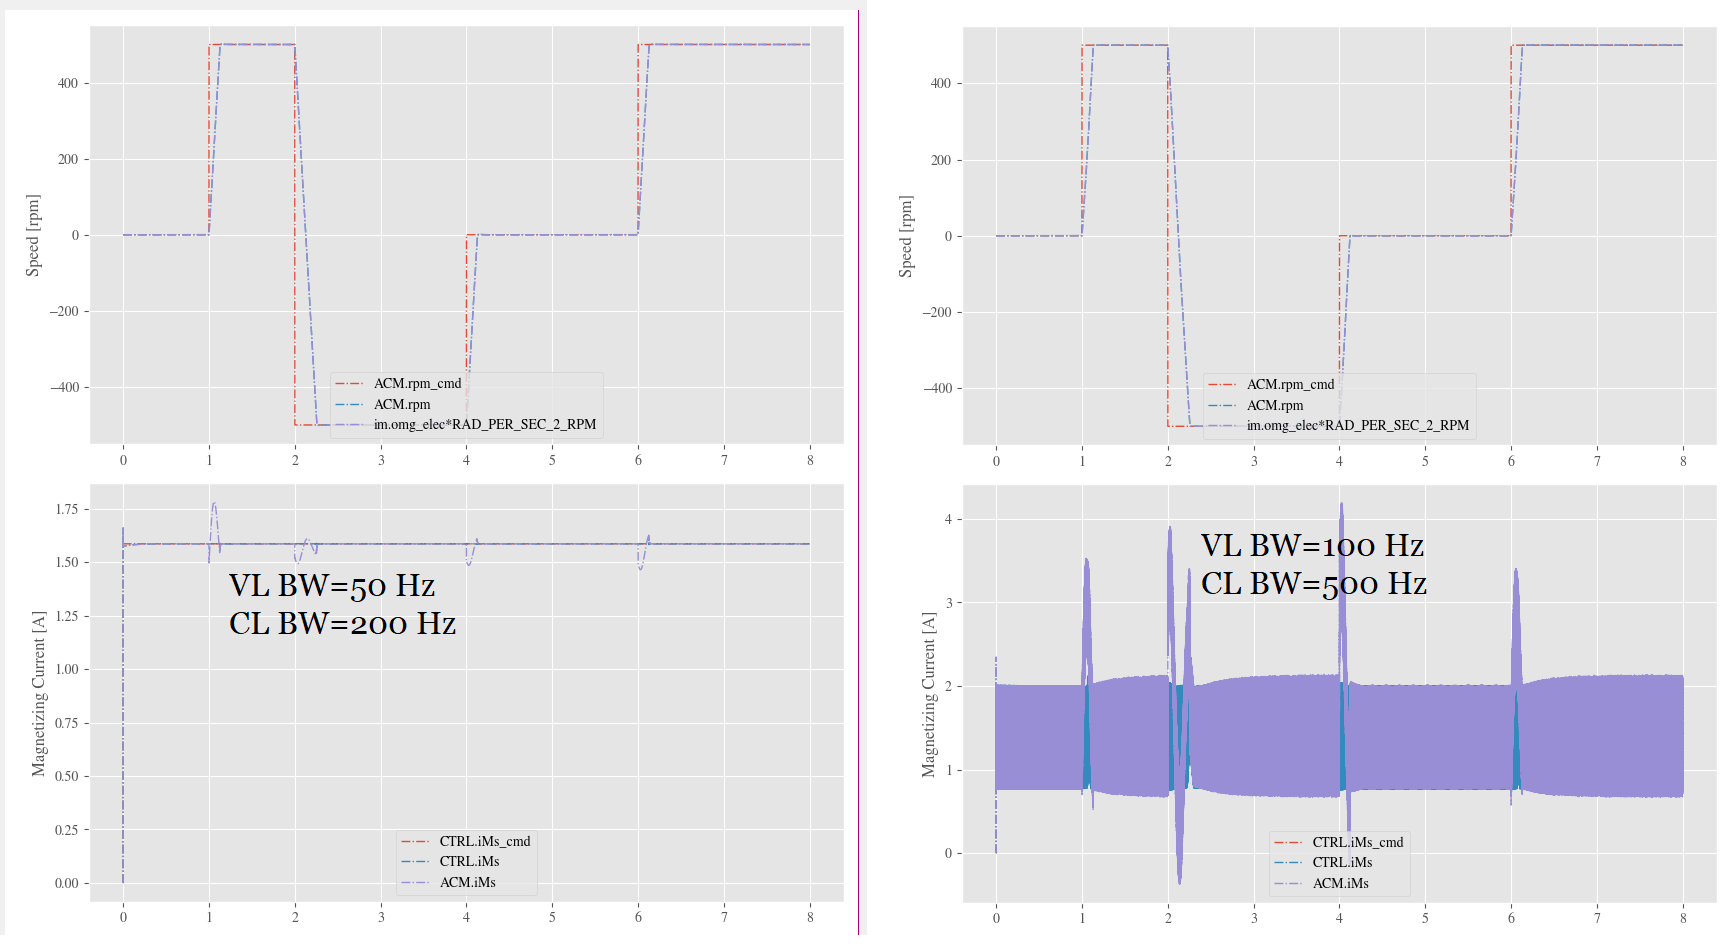 Speed [rpm]
400
200
0
−200
−400
ACM.rpm_cmd
ACM.rpm
im.omg_elec*RAD_PER_SEC_2_RPM
0 1 2 3 4 5 6 7 8
Magnetizing Current [A]
1.75
1.50
1.25
1.00
0.75
0.50
0.25
0.00
VL BW=50 Hz
CL BW=200 Hz
CTRL.iMs_cmd
CTRL.iMs
ACM.iMs
0 1 2 3 4 5 6 7 8
Speed [rpm]
400
200
0
−200
−400
ACM.rpm_cmd
ACM.rpm
im.omg_elec*RAD_PER_SEC_2_RPM
0 1 2 3 4 5 6 7 8
Magnetizing Current [A]
4
3
2
1
0
VL BW=100 Hz
CL BW=500 Hz
CTRL.iMs_cmd
CTRL.iMs
ACM.iMs
0 1 2 3 4 5 6 7 8